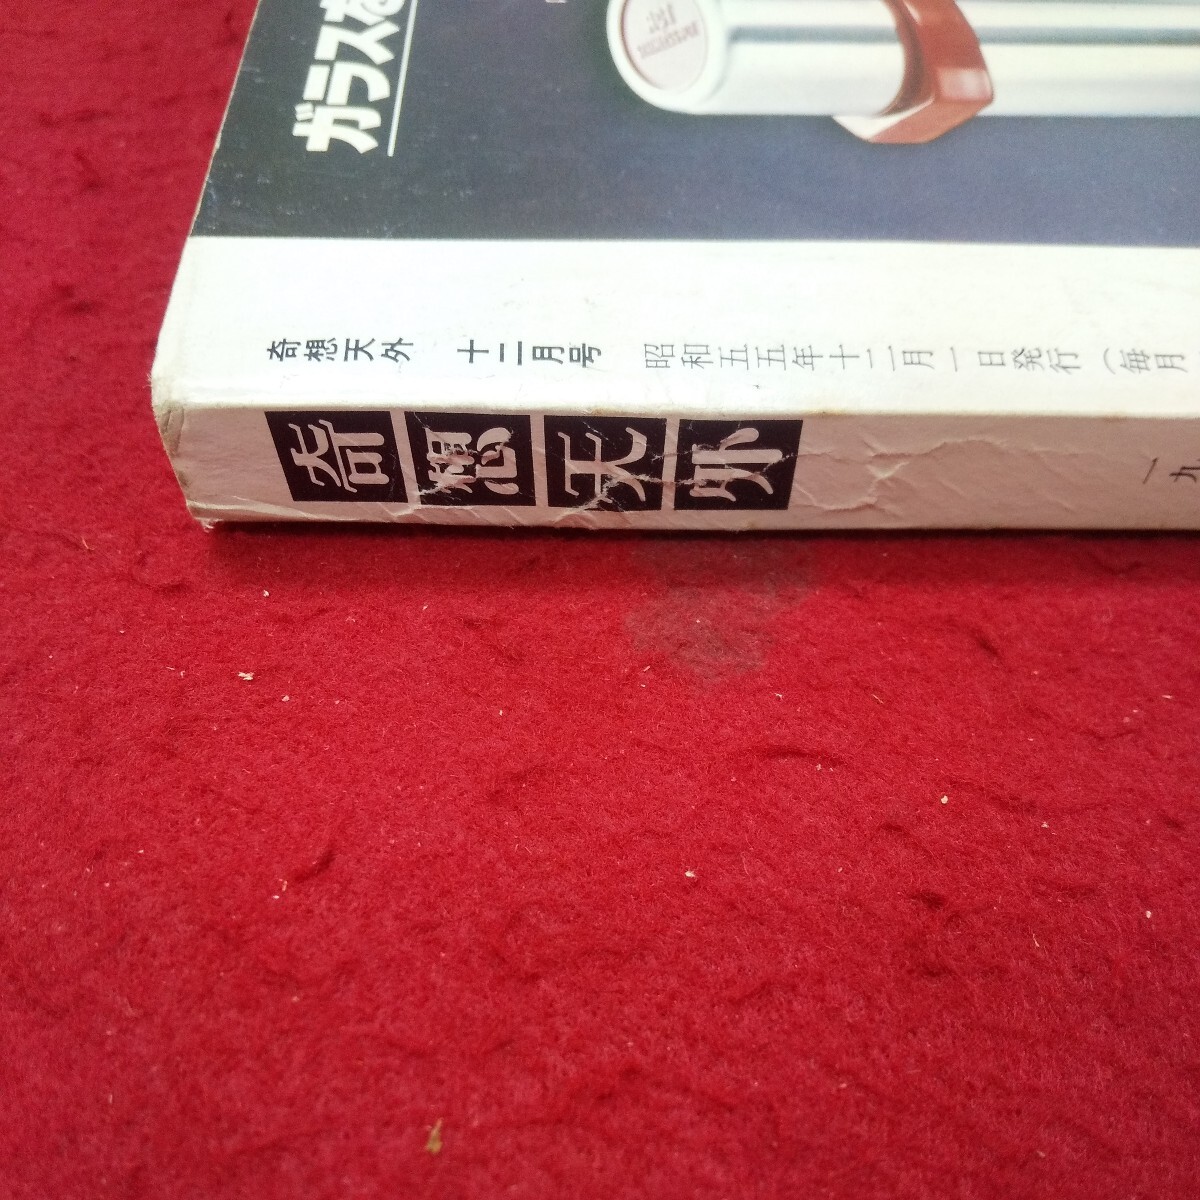 ガラスな
奇想天外 十二月号 昭和五五年十二月一日発行(毎月
奇想天外
一九